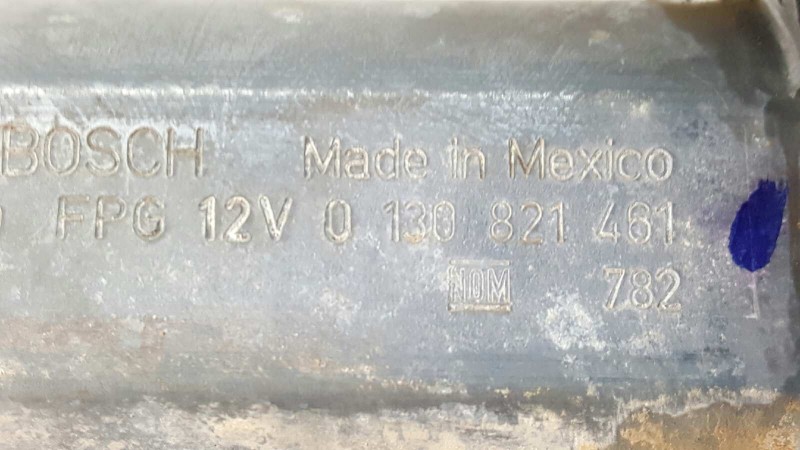 BOSCH Made in Mexico
FPG 12V 0 130 821 461
NOM 782